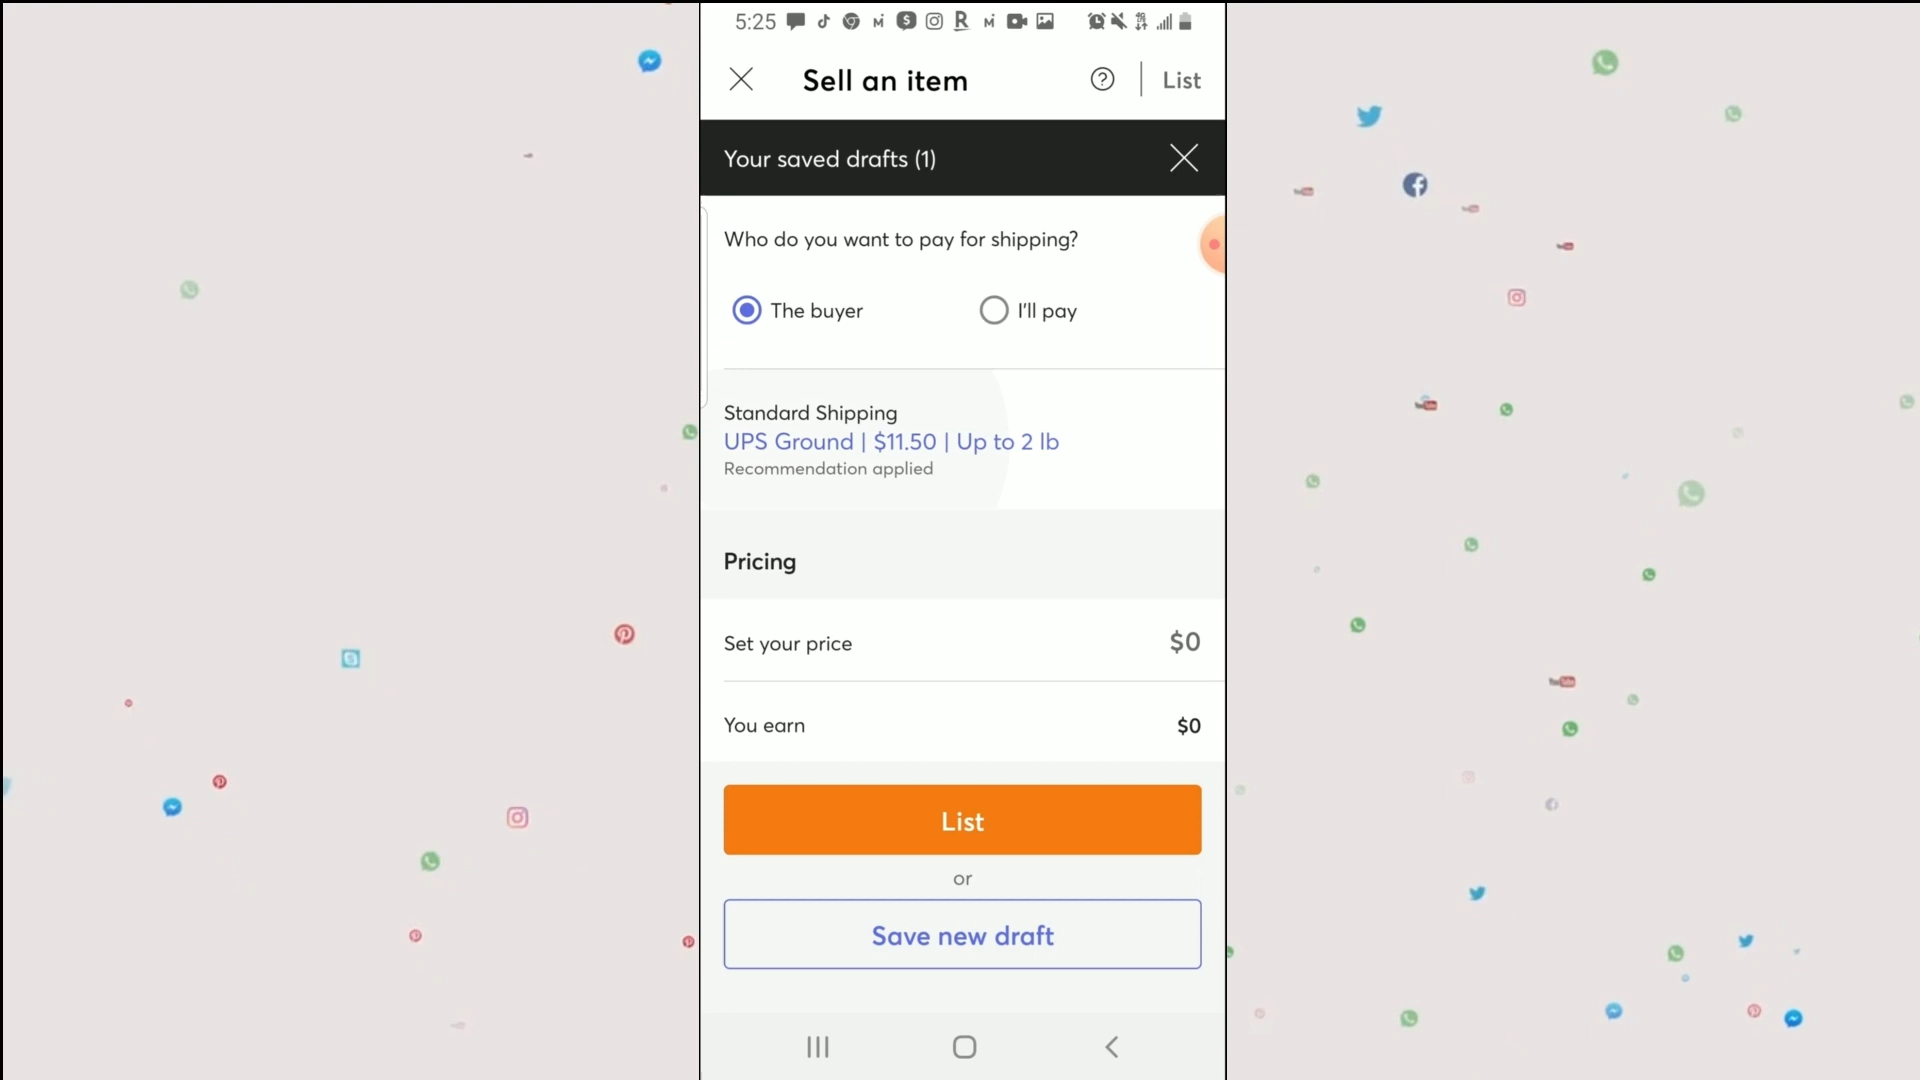 5:25
Sell an item
List
Your saved drafts (1)
Who do you want to pay for shipping?
The buyer
I'll pay
Standard Shipping
UPS Ground | $11.50 | Up to 2 lb
Recommendation applied
Pricing
Set your price
$0
You earn
$0
List
or
Save new draft